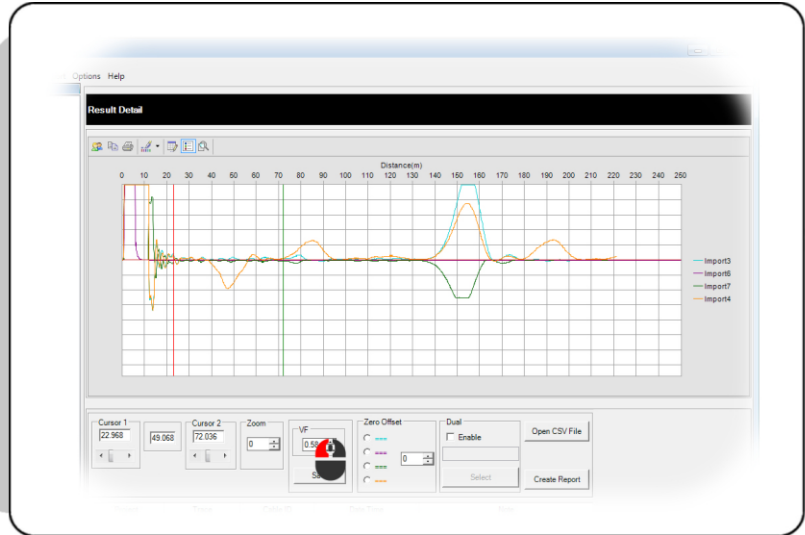 Options Help
Result Detail
Distance(m)
0 10 20 30 40 50 60 70 80 90 100 110 120 130 140 150 160 170 180 190 200 210 220 230 240 250
Import3
Import6
Import7
Import4
Cursor 1
22.968
49.068
Cursor 2
72.036
Zoom
0
VF
Zero Offset
0
Dual
Enable
Select
Open CSV File
Create Report